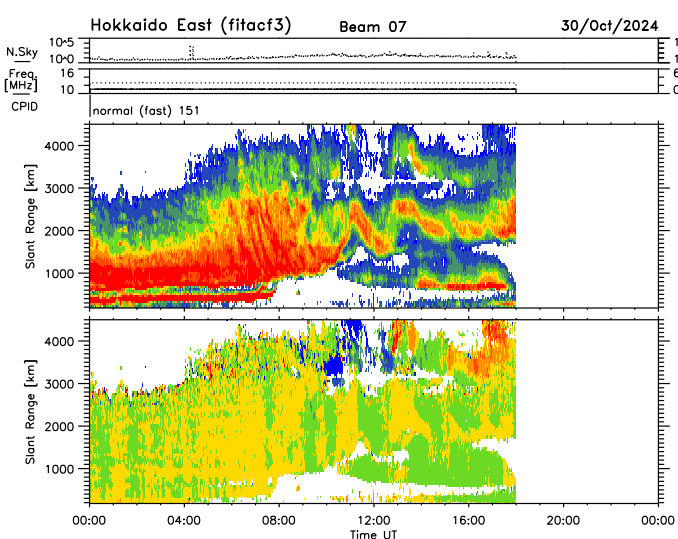 Hokkaido East (fitacf3) Beam 07 30/Oct/2024
N.Sky 10^5 10^0 1 1
Freq. [MHz] 16 10 6 0
CPID normal (fast) 151
Slant Range [km] 4000 3000 2000 1000
Slant Range [km] 4000 3000 2000 1000
00:00 04:00 08:00 12:00 16:00 20:00 00:00
Time UT